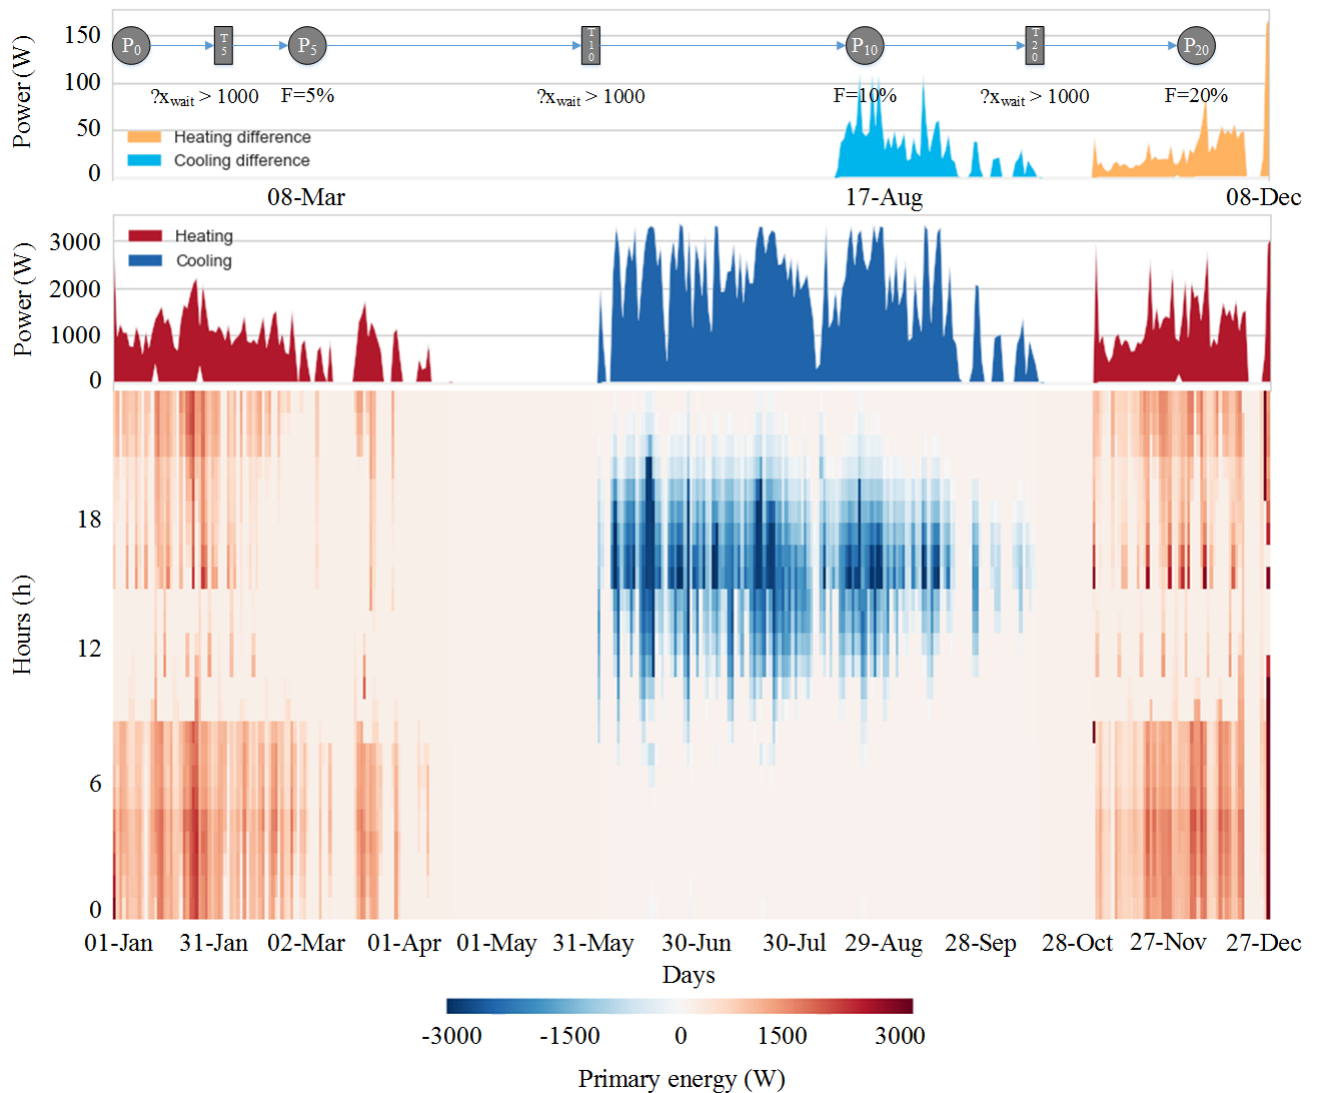 Power (W)
150
100
50
0
P0
T5
P5
T10
P10
T20
P20
?xwait > 1000
F=5%
?xwait > 1000
F=10%
?xwait > 1000
F=20%
Heating difference
Cooling difference
08-Mar
17-Aug
08-Dec
Power (W)
3000
2000
1000
0
Heating
Cooling
Hours (h)
18
12
6
0
01-Jan
31-Jan
02-Mar
01-Apr
01-May
31-May
30-Jun
30-Jul
29-Aug
28-Sep
28-Oct
27-Nov
27-Dec
Days
-3000
-1500
0
1500
3000
Primary energy (W)